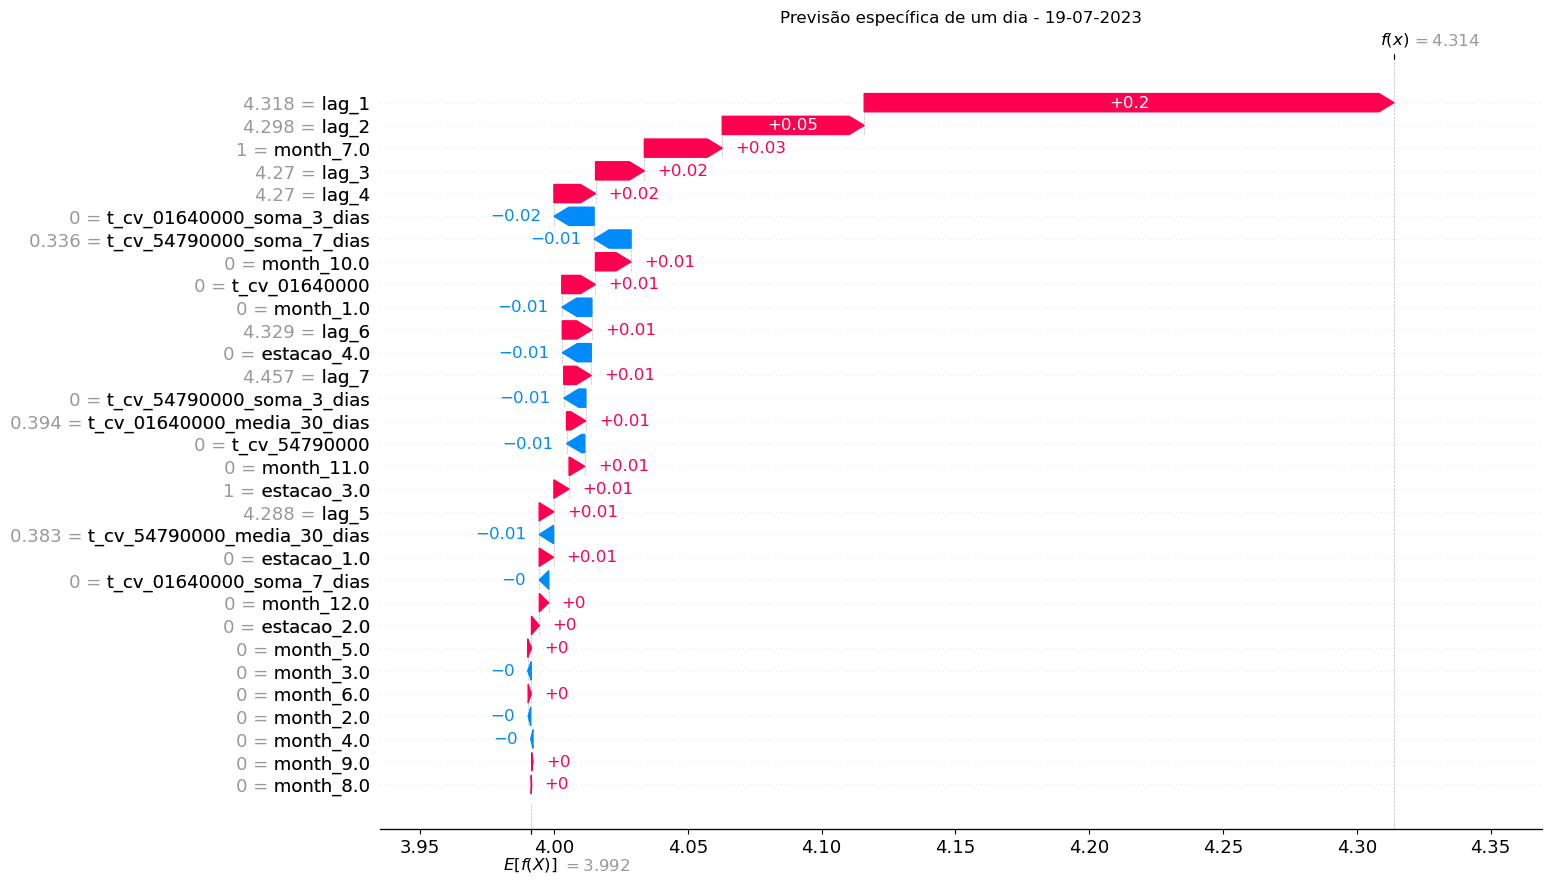 Previsão específica de um dia - 19-07-2023
f(x) = 4.314
4.318 = lag_1 +0.2
4.298 = lag_2 +0.05
1 = month_7.0 +0.03
4.27 = lag_3 +0.02
4.27 = lag_4 +0.02
0 = t_cv_01640000_soma_3_dias −0.02
0.336 = t_cv_54790000_soma_7_dias −0.01
0 = month_10.0 +0.01
0 = t_cv_01640000 +0.01
0 = month_1.0 −0.01
4.329 = lag_6 +0.01
0 = estacao_4.0 −0.01
4.457 = lag_7 +0.01
0 = t_cv_54790000_soma_3_dias −0.01
0.394 = t_cv_01640000_media_30_dias +0.01
0 = t_cv_54790000 −0.01
0 = month_11.0 +0.01
1 = estacao_3.0 +0.01
4.288 = lag_5 +0.01
0.383 = t_cv_54790000_media_30_dias −0.01
0 = estacao_1.0 +0.01
0 = t_cv_01640000_soma_7_dias −0
0 = month_12.0 +0
0 = estacao_2.0 +0
0 = month_5.0 +0
0 = month_3.0 −0
0 = month_6.0 +0
0 = month_2.0 −0
0 = month_4.0 −0
0 = month_9.0 +0
0 = month_8.0 +0
3.95 4.00 4.05 4.10 4.15 4.20 4.25 4.30 4.35
E[f(X)] = 3.992